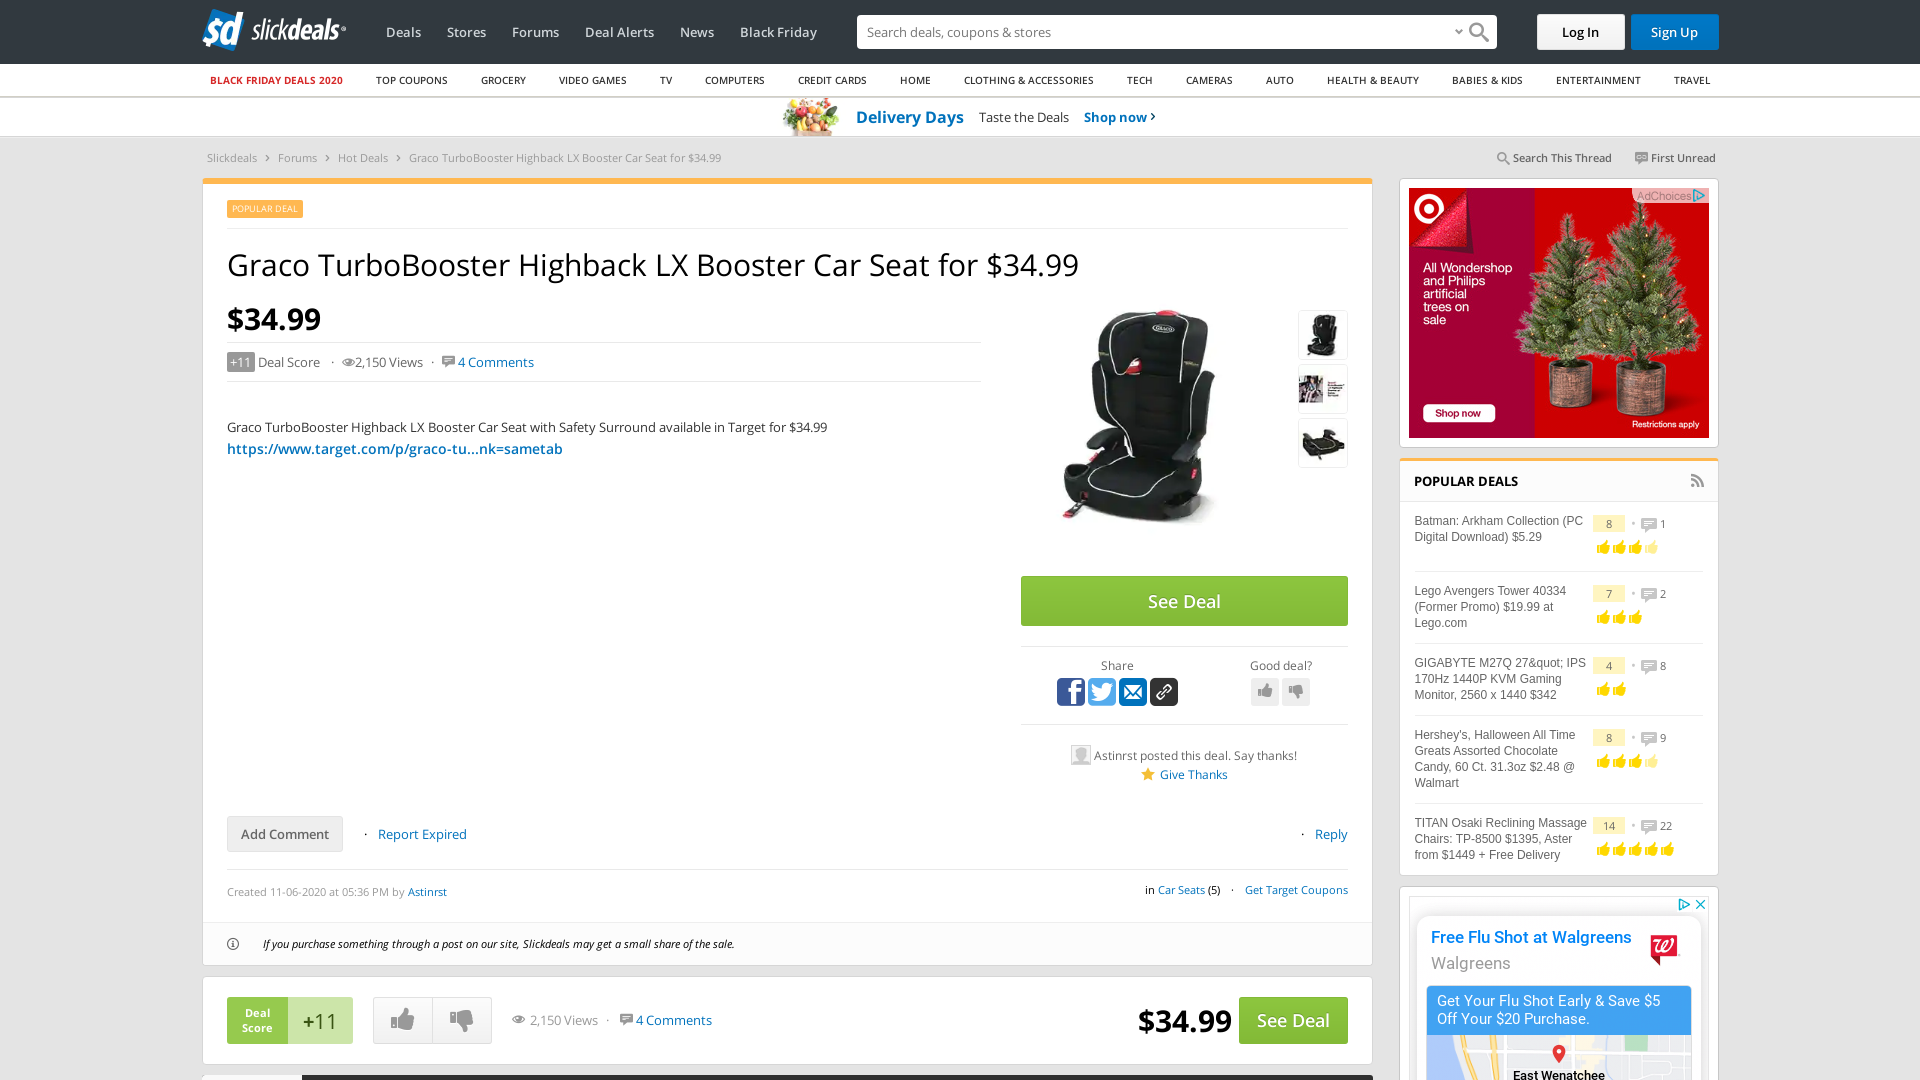 sd slickdeals
Deals Stores Forums Deal Alerts News Black Friday
Search deals, coupons & stores
Log In
Sign Up
BLACK FRIDAY DEALS 2020 TOP COUPONS GROCERY VIDEO GAMES TV COMPUTERS CREDIT CARDS HOME CLOTHING & ACCESSORIES TECH CAMERAS AUTO HEALTH & BEAUTY BABIES & KIDS ENTERTAINMENT TRAVEL
Delivery Days Taste the Deals Shop now ›
Slickdeals › Forums › Hot Deals › Graco TurboBooster Highback LX Booster Car Seat for $34.99
Search This Thread First Unread
POPULAR DEAL
Graco TurboBooster Highback LX Booster Car Seat for $34.99
$34.99
+11 Deal Score · 2,150 Views · 4 Comments
Graco TurboBooster Highback LX Booster Car Seat with Safety Surround available in Target for $34.99
https://www.target.com/p/graco-tu...nk=sametab
GRACO
See Deal
Share
Good deal?
Astinrst posted this deal. Say thanks!
Give Thanks
Add Comment · Report Expired
· Reply
Created 11-06-2020 at 05:36 PM by Astinrst
in Car Seats (5) · Get Target Coupons
If you purchase something through a post on our site, Slickdeals may get a small share of the sale.
Deal
Score
+11
2,150 Views · 4 Comments
$34.99
See Deal
AdChoices
All Wondershop
and Philips
artificial
trees on
sale
Shop now
Restrictions apply
POPULAR DEALS
Batman: Arkham Collection (PC
Digital Download) $5.29
8 • 1
Lego Avengers Tower 40334
(Former Promo) $19.99 at
Lego.com
7 • 2
GIGABYTE M27Q 27&quot; IPS
170Hz 1440P KVM Gaming
Monitor, 2560 x 1440 $342
4 • 8
Hershey's, Halloween All Time
Greats Assorted Chocolate
Candy, 60 Ct. 31.3oz $2.48 @
Walmart
8 • 9
TITAN Osaki Reclining Massage
Chairs: TP-8500 $1395, Aster
from $1449 + Free Delivery
14 • 22
Free Flu Shot at Walgreens
Walgreens
Get Your Flu Shot Early & Save $5
Off Your $20 Purchase.
East Wenatchee